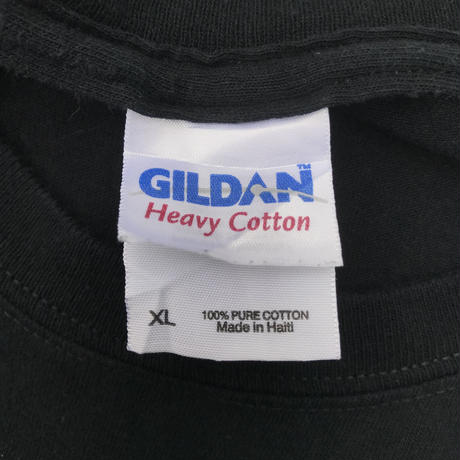 GILDAN™
Heavy Cotton
XL
100% PURE COTTON
Made in Haiti